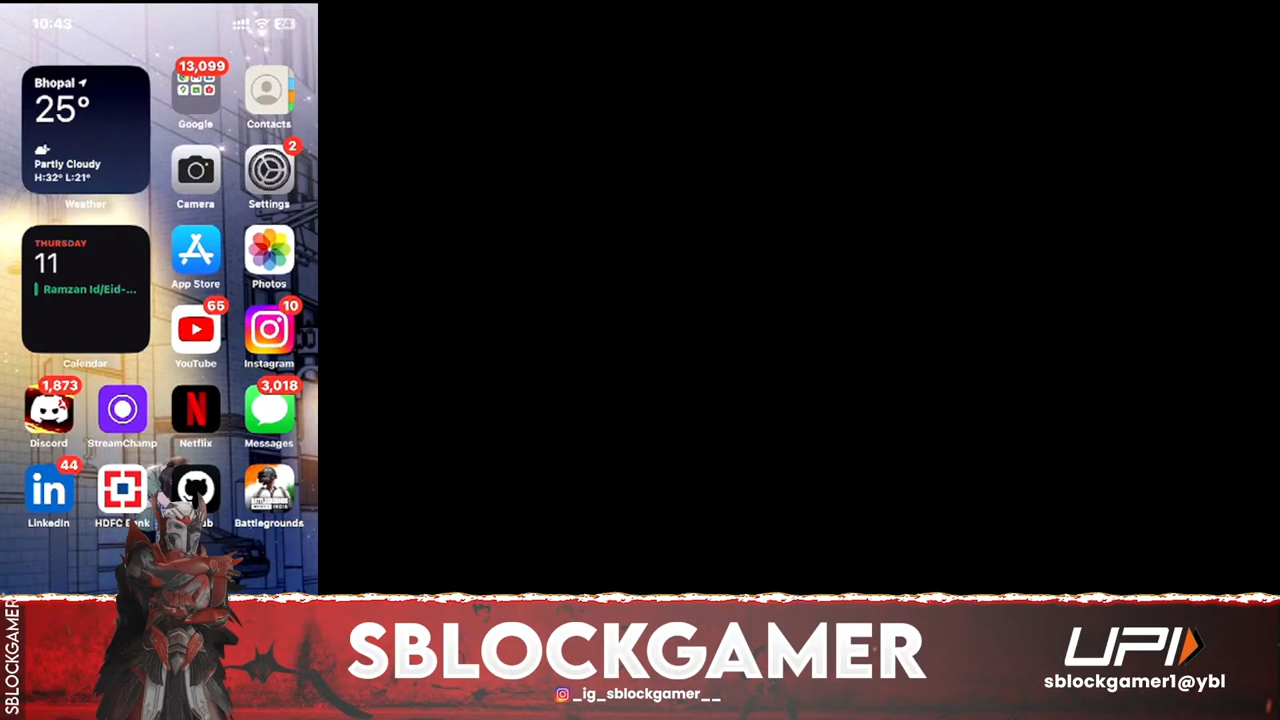 10:43
24
Bhopal
25°
Partly Cloudy
H:32° L:21°
Weather
13,099
Google
Contacts
Camera
2
Settings
THURSDAY
11
Ramzan Id/Eid-...
Calendar
App Store
Photos
65
YouTube
10
Instagram
1,873
Discord
StreamChamp
Netflix
3,018
Messages
44
in
LinkedIn
HDFC
Battlegrounds
SBLOCKGAMER
SBLOCKGAMER
_ig_sblockgamer__
UPI
sblockgamer1@ybl